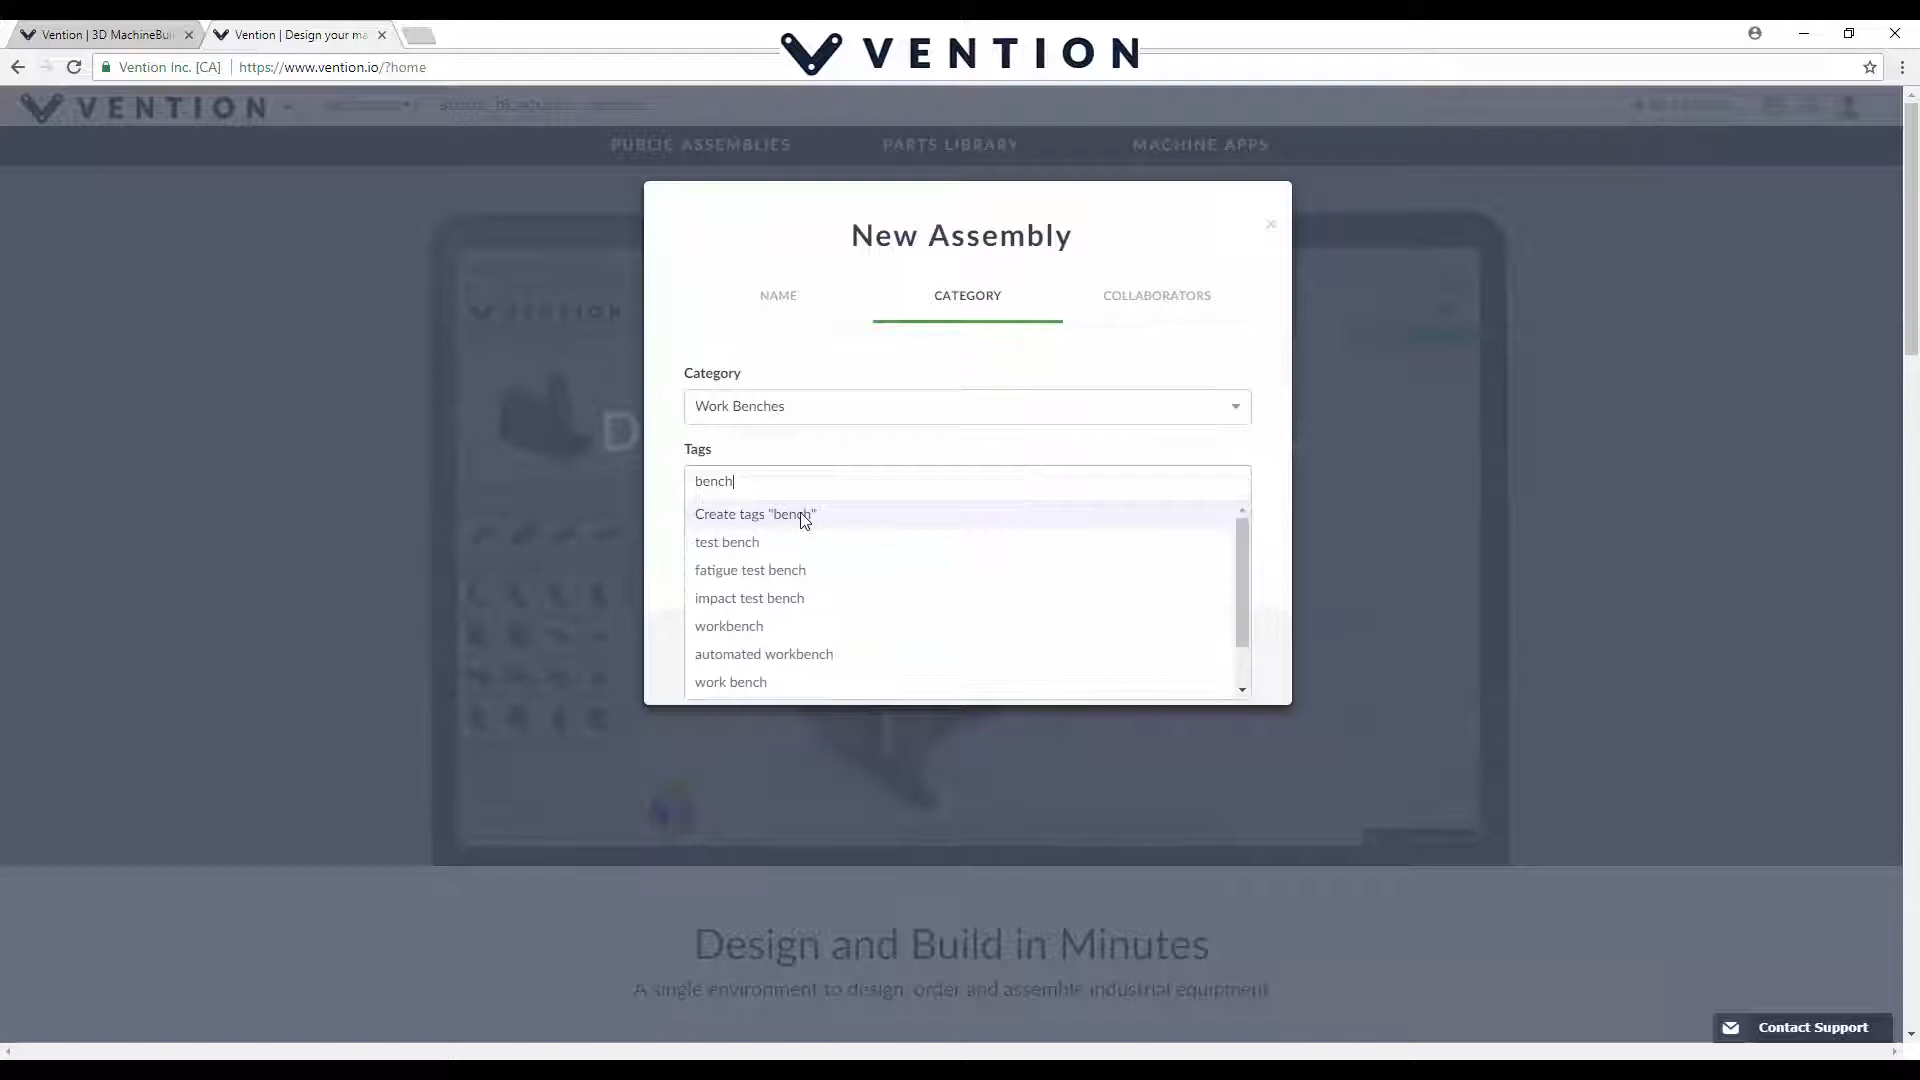 Vention | 3D MachineBui
Vention | Design your ma
VENTION
Vention Inc. [CA]
https://www.vention.io/?home
VENTION
PUBLIC ASSEMBLIES
PARTS LIBRARY
MACHINE APPS
New Assembly
NAME
CATEGORY
COLLABORATORS
VENTION
Category
Work Benches
D
Tags
bench
Create tags "bench"
test bench
fatigue test bench
impact test bench
workbench
automated workbench
work bench
Design and Build in Minutes
A single environment to design, order and assemble industrial equipment
Contact Support